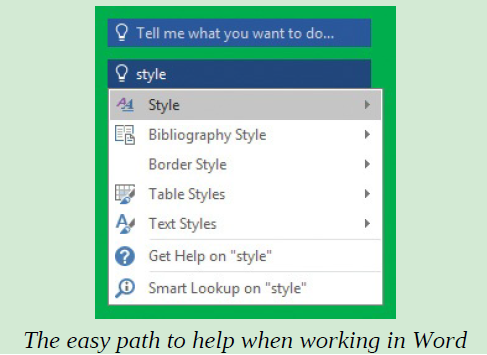 Tell me what you want to do...
style
Style
Bibliography Style
Border Style
Table Styles
Text Styles
Get Help on "style"
Smart Lookup on "style"
The easy path to help when working in Word